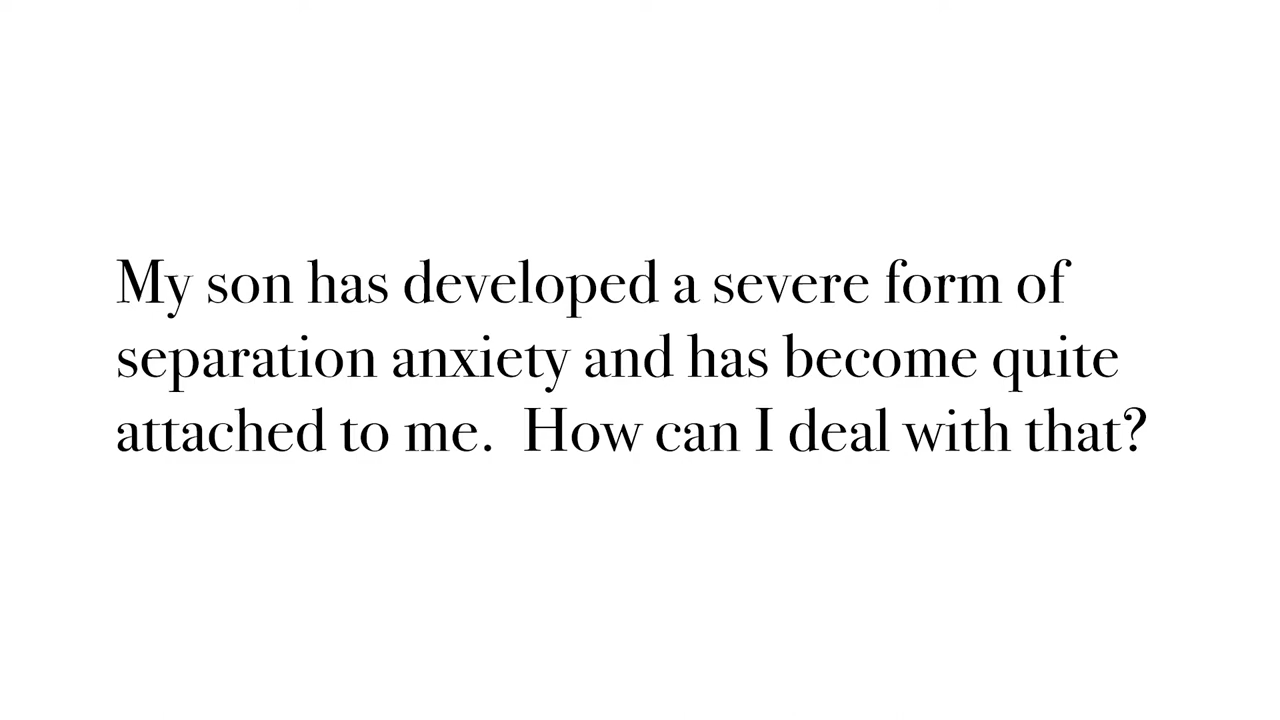 My son has developed a severe form of
separation anxiety and has become quite
attached to me.  How can I deal with that?